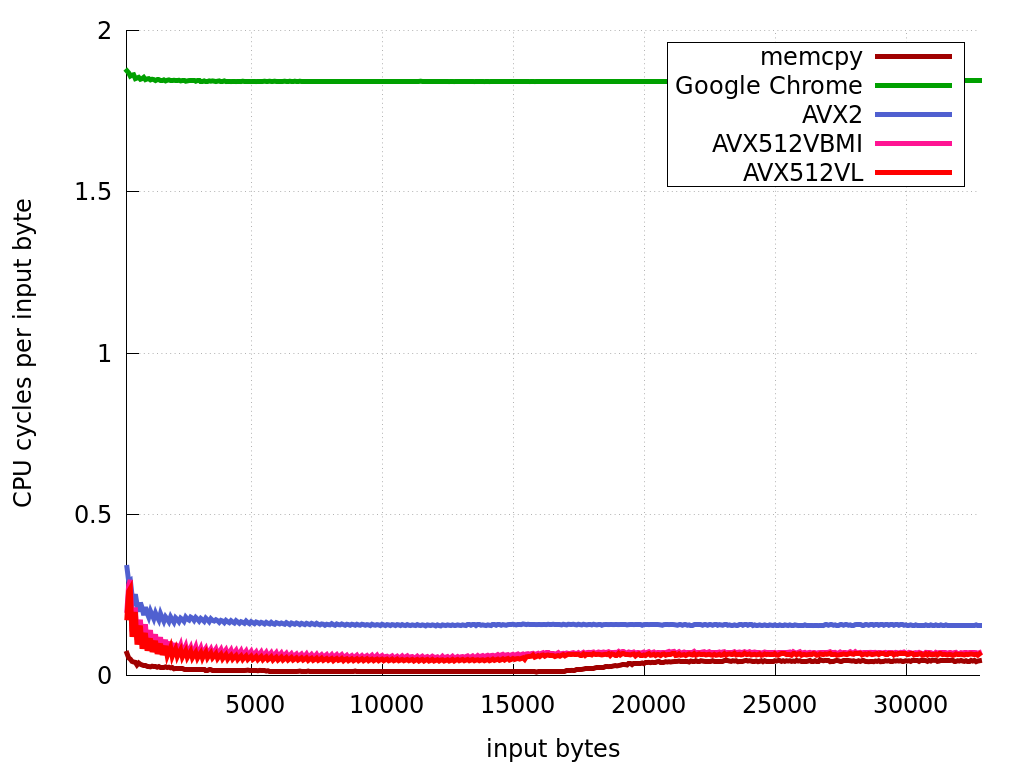 2
1.5
1
0.5
0
CPU cycles per input byte
memcpy
Google Chrome
AVX2
AVX512VBMI
AVX512VL
5000 10000 15000 20000 25000 30000
input bytes